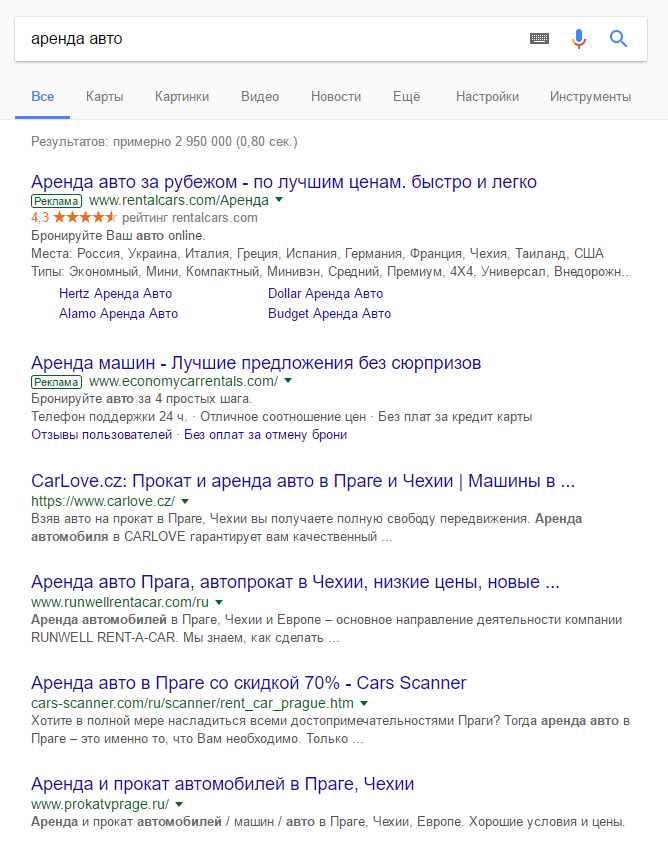 аренда авто
Все Карты Картинки Видео Новости Ещё Настройки Инструменты
Результатов: примерно 2 950 000 (0,80 сек.)
Аренда авто за рубежом - по лучшим ценам. быстро и легко
Реклама www.rentalcars.com/Аренда
4,3 рейтинг rentalcars.com
Бронируйте Ваш авто online.
Места: Россия, Украина, Италия, Греция, Испания, Германия, Франция, Чехия, Таиланд, США
Типы: Экономный, Мини, Компактный, Минивэн, Средний, Премиум, 4X4, Универсал, Внедорожн...
Hertz Аренда Авто Dollar Аренда Авто
Alamo Аренда Авто Budget Аренда Авто
Аренда машин - Лучшие предложения без сюрпризов
Реклама www.economycarrentals.com/
Бронируйте авто за 4 простых шага.
Телефон поддержки 24 ч. · Отличное соотношение цен · Без плат за кредит карты
Отзывы пользователей · Без оплат за отмену брони
CarLove.cz: Прокат и аренда авто в Праге и Чехии | Машины в ...
https://www.carlove.cz/
Взяв авто на прокат в Праге, Чехии вы получаете полную свободу передвижения. Аренда
автомобиля в CARLOVE гарантирует вам качественный ...
Аренда авто Прага, автопрокат в Чехии, низкие цены, новые ...
www.runwellrentacar.com/ru
Аренда автомобилей в Праге, Чехии и Европе – основное направление деятельности компании
RUNWELL RENT-A-CAR. Мы знаем, как сделать ...
Аренда авто в Праге со скидкой 70% - Cars Scanner
cars-scanner.com/ru/scanner/rent_car_prague.htm
Хотите в полной мере насладиться всеми достопримечательностями Праги? Тогда аренда авто в
Праге – это именно то, что Вам необходимо. Только ...
Аренда и прокат автомобилей в Праге, Чехии
www.prokatvprage.ru/
Аренда и прокат автомобилей / машин / авто в Праге, Чехии, Европе. Хорошие условия и цены.